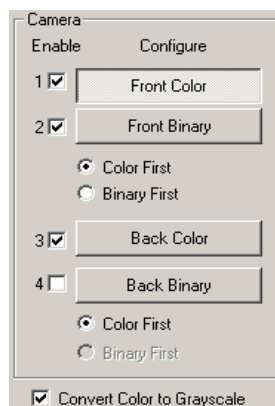 Camera
Enable Configure
1 Front Color
2 Front Binary
Color First
Binary First
3 Back Color
4 Back Binary
Color First
Binary First
Convert Color to Grayscale